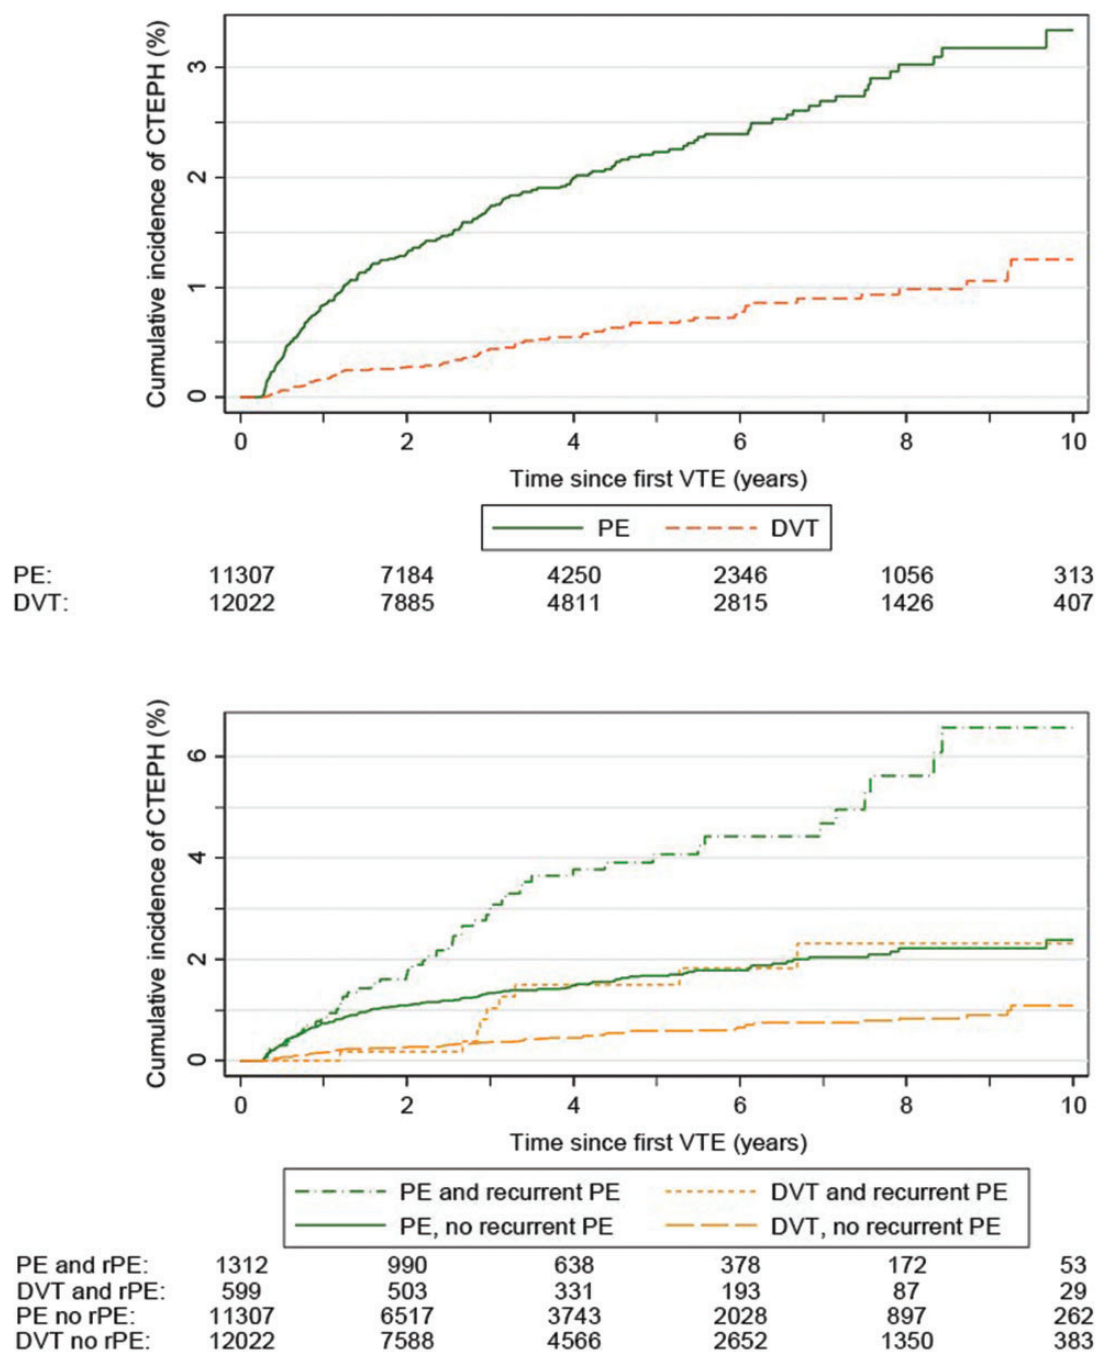 Cumulative incidence of CTEPH (%)
3
2
1
0
0 2 4 6 8 10
Time since first VTE (years)
PE DVT
PE: 11307 7184 4250 2346 1056 313
DVT: 12022 7885 4811 2815 1426 407
Cumulative incidence of CTEPH (%)
6
4
2
0
0 2 4 6 8 10
Time since first VTE (years)
PE and recurrent PE DVT and recurrent PE
PE, no recurrent PE DVT, no recurrent PE
PE and rPE: 1312 990 638 378 172 53
DVT and rPE: 599 503 331 193 87 29
PE no rPE: 11307 6517 3743 2028 897 262
DVT no rPE: 12022 7588 4566 2652 1350 383